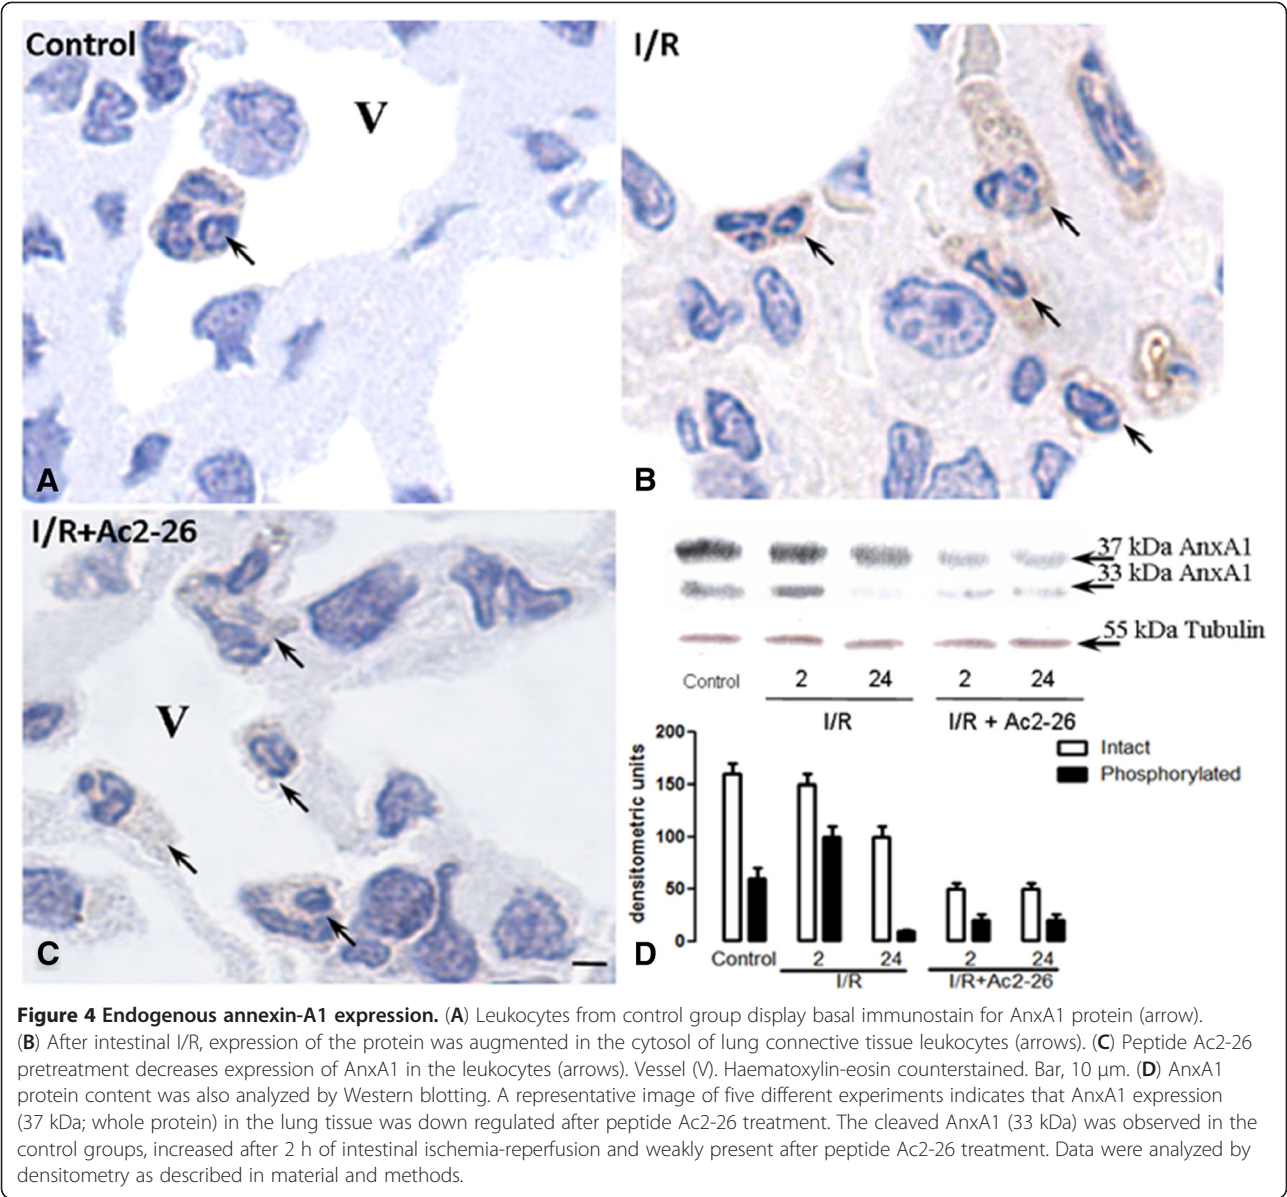 Control
V
A
I/R
B
I/R+Ac2-26
V
C
37 kDa AnxA1
33 kDa AnxA1
55 kDa Tubulin
Control 2 24 2 24
I/R I/R + Ac2-26
densitometric units
200
150
100
50
0
Intact
Phosphorylated
Control 2 24 2 24
I/R I/R+Ac2-26
D
Figure 4 Endogenous annexin-A1 expression. (A) Leukocytes from control group display basal immunostain for AnxA1 protein (arrow).
(B) After intestinal I/R, expression of the protein was augmented in the cytosol of lung connective tissue leukocytes (arrows). (C) Peptide Ac2-26
pretreatment decreases expression of AnxA1 in the leukocytes (arrows). Vessel (V). Haematoxylin-eosin counterstained. Bar, 10 μm. (D) AnxA1
protein content was also analyzed by Western blotting. A representative image of five different experiments indicates that AnxA1 expression
(37 kDa; whole protein) in the lung tissue was down regulated after peptide Ac2-26 treatment. The cleaved AnxA1 (33 kDa) was observed in the
control groups, increased after 2 h of intestinal ischemia-reperfusion and weakly present after peptide Ac2-26 treatment. Data were analyzed by
densitometry as described in material and methods.